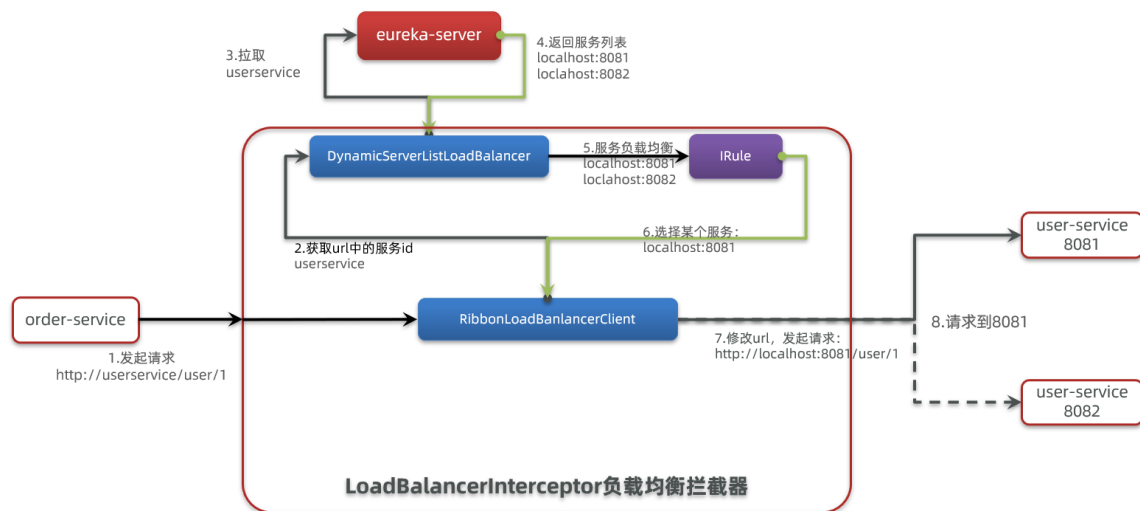 eureka-server
3.拉取
userservice
4.返回服务列表
localhost:8081
loclahost:8082
DynamicServerListLoadBalancer
5.服务负载均衡
localhost:8081
loclahost:8082
IRule
2.获取url中的服务id
userservice
6.选择某个服务：
localhost:8081
user-service
8081
order-service
1.发起请求
http://userservice/user/1
RibbonLoadBanlancerClient
7.修改url，发起请求：
http://localhost:8081/user/1
8.请求到8081
user-service
8082
LoadBalancerInterceptor负载均衡拦截器